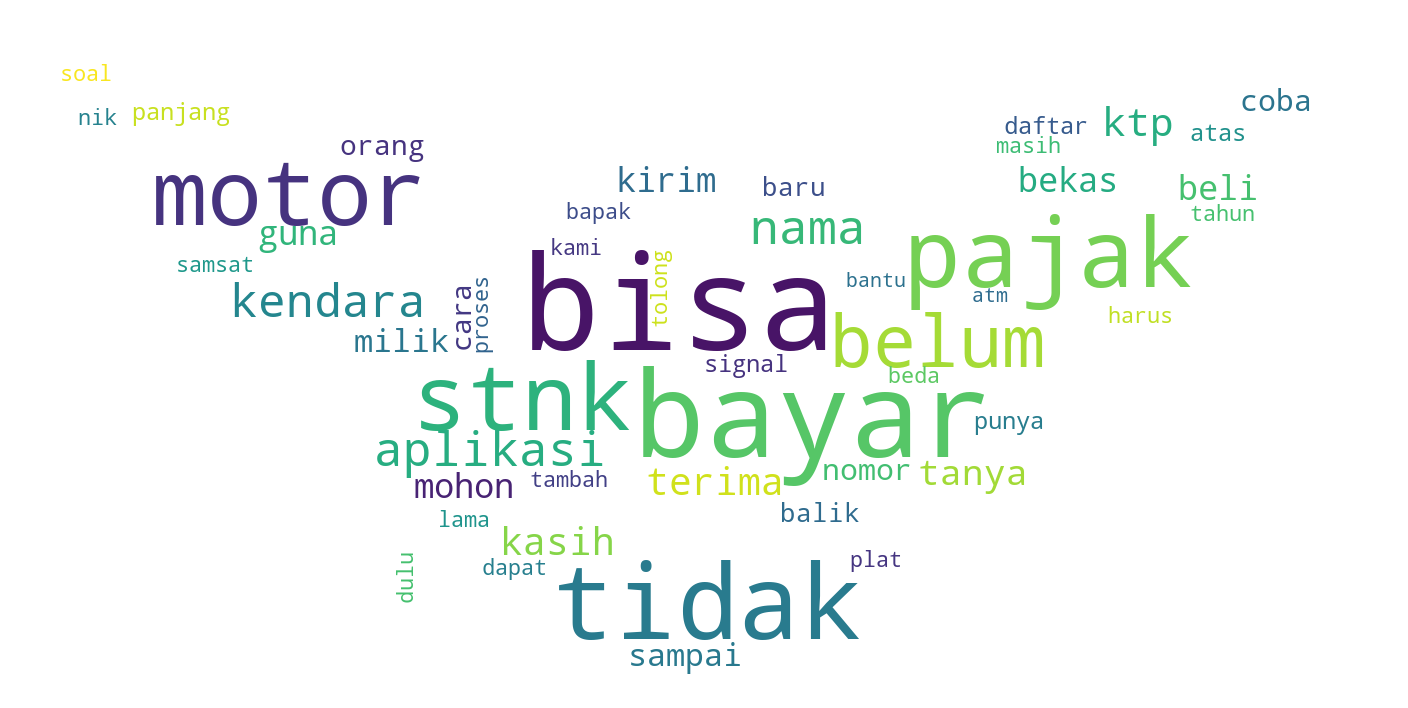 soal
coba
nik
panjang
daftar
ktp
atas
orang
masih
motor
kirim
baru
bekas
beli
bapak
tahun
guna
nama
pajak
kami
samsat
tolong
bantu
kendara
cara
proses
bisa
atm
harus
milik
belum
signal
beda
stnk
bayar
punya
aplikasi
mohon
tambah
terima
nomor
tanya
lama
balik
kasih
dulu
dapat
plat
tidak
sampai